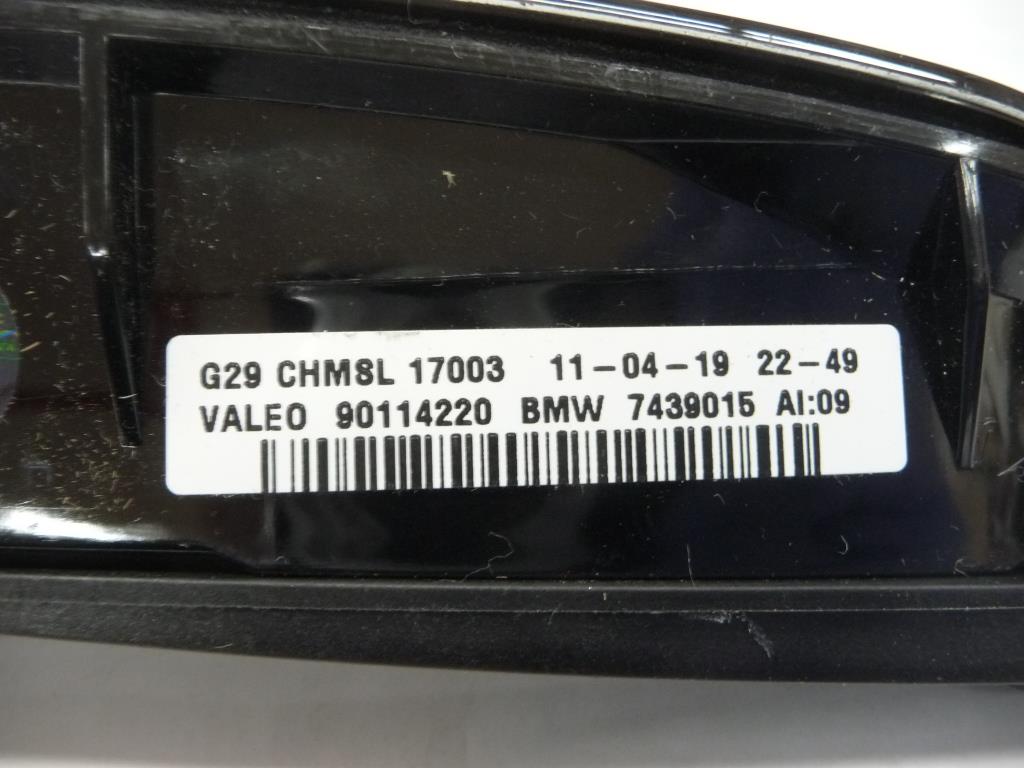 G29 CHMSL 17003 11-04-19 22-49
VALEO 90114220 BMW 7439015 AI:09